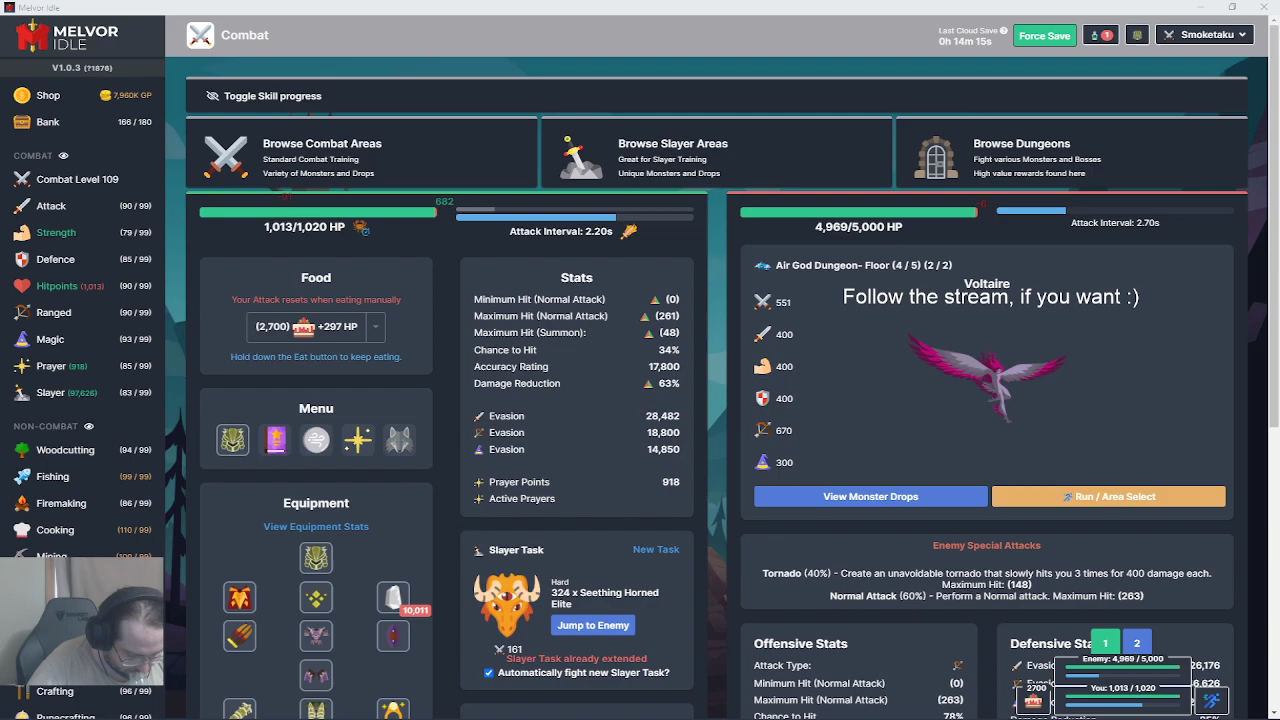 Melvor Idle
MELVOR
IDLE
V1.0.3 (?1876)
Shop 7,960K GP
Bank 166 / 180
COMBAT
Combat Level 109
Attack (90 / 99)
Strength (79 / 99)
Defence (85 / 99)
Hitpoints (1,013) (92 / 99)
Ranged (93 / 99)
Magic (93 / 99)
Prayer (918) (85 / 99)
Slayer (97,626) (83 / 99)
NON-COMBAT
Woodcutting (94 / 99)
Fishing (99 / 99)
Firemaking (86 / 99)
Cooking (110 / 99)
Crafting (96 / 99)
Combat
Last Cloud Save
0h 14m 15s
Force Save
1
Smoketaku
Toggle Skill progress
Browse Combat Areas
Standard Combat Training
Variety of Monsters and Drops
Browse Slayer Areas
Great for Slayer Training
Unique Monsters and Drops
Browse Dungeons
Fight various Monsters and Bosses
High value rewards found here
682
1,013/1,020 HP
Attack Interval: 2.20s
Food
Your Attack resets when eating manually
(2,700) +297 HP
Hold down the Eat button to keep eating.
Menu
Equipment
View Equipment Stats
10,011
Stats
Minimum Hit (Normal Attack) (0)
Maximum Hit (Normal Attack) (261)
Maximum Hit (Summon): (48)
Chance to Hit 34%
Accuracy Rating 17,800
Damage Reduction 63%
Evasion 28,482
Evasion 18,800
Evasion 14,850
Prayer Points 918
Active Prayers
Slayer Task New Task
Hard
324 x Seething Horned
Elite
Jump to Enemy
161
Slayer Task already extended
Automatically fight new Slayer Task?
-6
4,969/5,000 HP
Attack Interval: 2.70s
Air God Dungeon- Floor (4 / 5) (2 / 2)
Voltaire
Follow the stream, if you want :)
551
400
400
400
670
300
View Monster Drops
Run / Area Select
Enemy Special Attacks
Tornado (40%) - Create an unavoidable tornado that slowly hits you 3 times for 400 damage each.
Maximum Hit: (148)
Normal Attack (60%) - Perform a Normal attack. Maximum Hit: (263)
Offensive Stats
Attack Type:
Minimum Hit (Normal Attack) (0)
Maximum Hit (Normal Attack) (263)
Chance to Hit 78%
Defensive
1
2
Enemy: 4,969 / 5,000
You: 1,013 / 1,020
2700
26,176